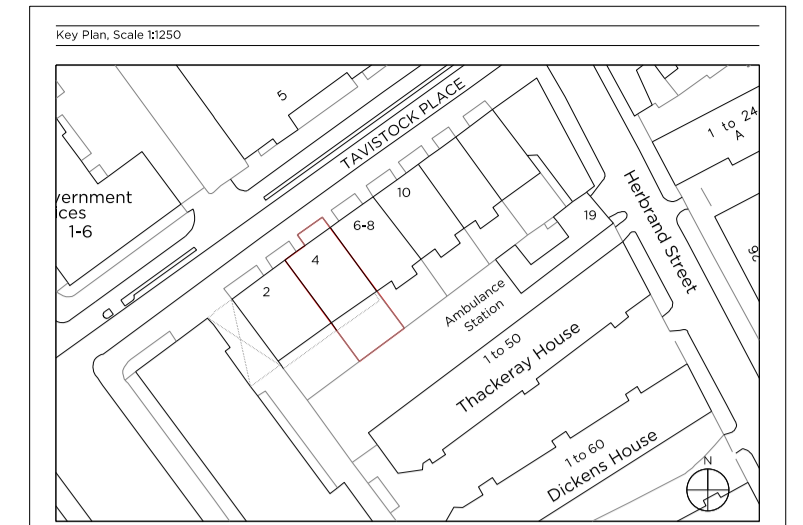 Key Plan, Scale 1:1250
5
TAVISTOCK PLACE
1 to 24
A
vernment
ces
1-6
10
6-8
4
2
19
Herbrand Street
26
Ambulance
Station
1 to 50
Thackeray House
1 to 60
Dickens House
N